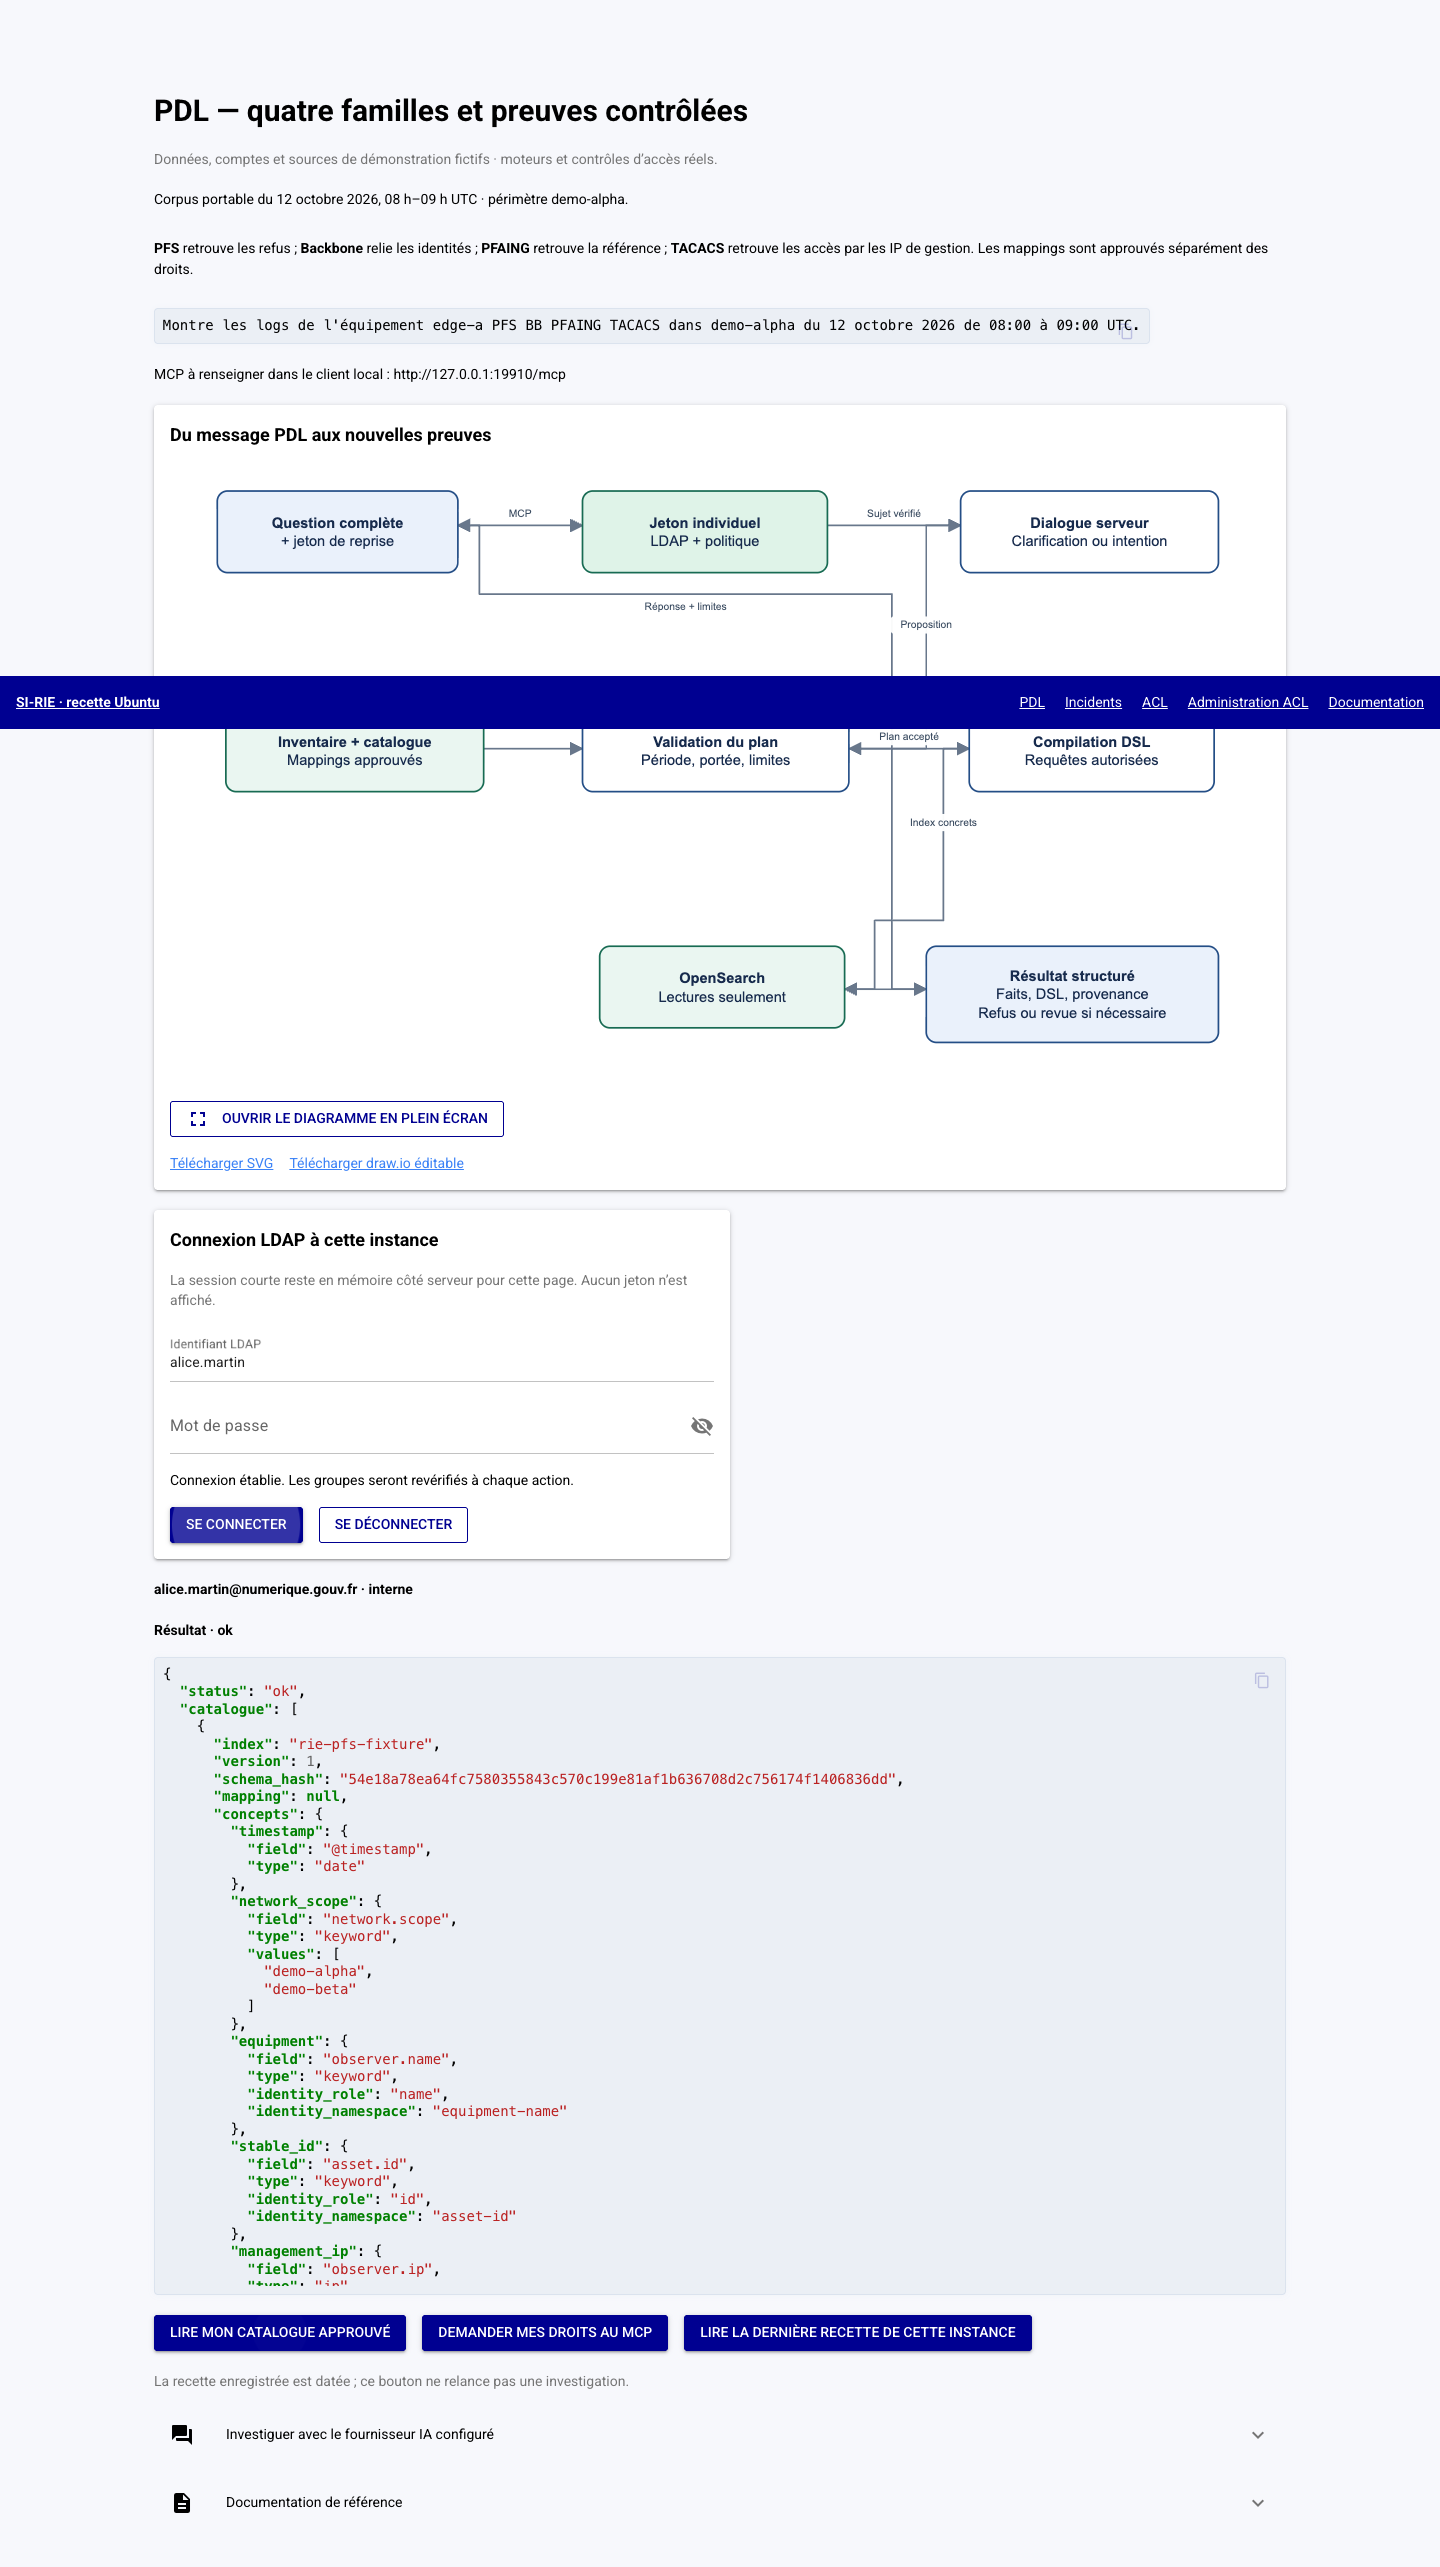 PDL — quatre familles et preuves contrôlées
Données, comptes et sources de démonstration fictifs · moteurs et contrôles d’accès réels.
Corpus portable du 12 octobre 2026, 08 h–09 h UTC · périmètre demo-alpha.
PFS retrouve les refus ; Backbone relie les identités ; PFAING retrouve la référence ; TACACS retrouve les accès par les IP de gestion. Les mappings sont approuvés séparément des
droits.
Montre les logs de l'équipement edge-a PFS BB PFAING TACACS dans demo-alpha du 12 octobre 2026 de 08:00 à 09:00 UTC.
MCP à renseigner dans le client local : http://127.0.0.1:19910/mcp
Du message PDL aux nouvelles preuves
Question complète
+ jeton de reprise
MCP
Jeton individuel
LDAP + politique
Sujet vérifié
Dialogue serveur
Clarification ou intention
Réponse + limites
Proposition
SI-RIE · recette Ubuntu
PDL Incidents ACL Administration ACL Documentation
Inventaire + catalogue
Mappings approuvés
Validation du plan
Période, portée, limites
Plan accepté
Compilation DSL
Requêtes autorisées
Index concrets
OpenSearch
Lectures seulement
Résultat structuré
Faits, DSL, provenance
Refus ou revue si nécessaire
OUVRIR LE DIAGRAMME EN PLEIN ÉCRAN
Télécharger SVG Télécharger draw.io éditable
Connexion LDAP à cette instance
La session courte reste en mémoire côté serveur pour cette page. Aucun jeton n’est
affiché.
Identifiant LDAP
alice.martin
Mot de passe
Connexion établie. Les groupes seront revérifiés à chaque action.
SE CONNECTER SE DÉCONNECTER
alice.martin@numerique.gouv.fr · interne
Résultat · ok
{
"status": "ok",
"catalogue": [
{
"index": "rie-pfs-fixture",
"version": 1,
"schema_hash": "54e18a78ea64fc7580355843c570c199e81af1b636708d2c756174f1406836dd",
"mapping": null,
"concepts": {
"timestamp": {
"field": "@timestamp",
"type": "date"
},
"network_scope": {
"field": "network.scope",
"type": "keyword",
"values": [
"demo-alpha",
"demo-beta"
]
},
"equipment": {
"field": "observer.name",
"type": "keyword",
"identity_role": "name",
"identity_namespace": "equipment-name"
},
"stable_id": {
"field": "asset.id",
"type": "keyword",
"identity_role": "id",
"identity_namespace": "asset-id"
},
"management_ip": {
"field": "observer.ip",
"type": "ip"
LIRE MON CATALOGUE APPROUVÉ DEMANDER MES DROITS AU MCP LIRE LA DERNIÈRE RECETTE DE CETTE INSTANCE
La recette enregistrée est datée ; ce bouton ne relance pas une investigation.
Investiguer avec le fournisseur IA configuré
Documentation de référence